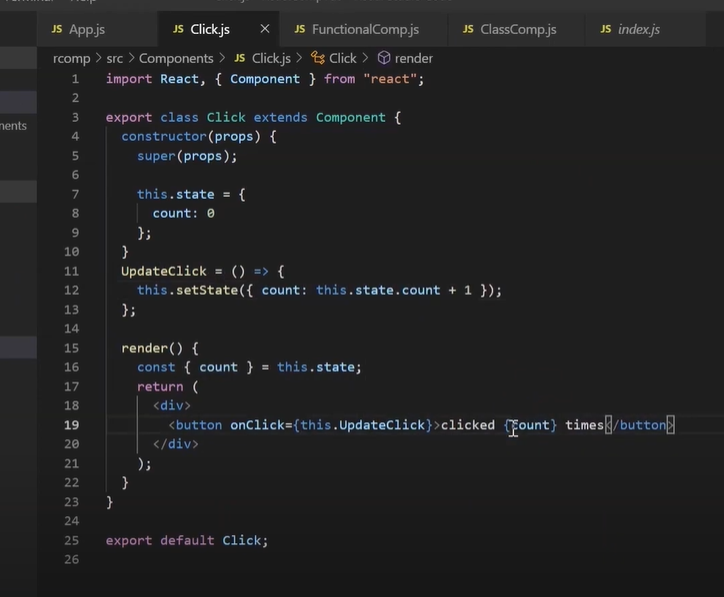 Help
JS App.js JS Click.js × JS FunctionalComp.js JS ClassComp.js JS index.js
rcomp > src > Components > JS Click.js > Click > render
ments
1 import React, { Component } from "react";
2
3 export class Click extends Component {
4 constructor(props) {
5 super(props);
6
7 this.state = {
8 count: 0
9 };
10 }
11 UpdateClick = () => {
12 this.setState({ count: this.state.count + 1 });
13 };
14
15 render() {
16 const { count } = this.state;
17 return (
18 <div>
19 <button onClick={this.UpdateClick}>clicked {count} times</button>
20 </div>
21 );
22 }
23 }
24
25 export default Click;
26